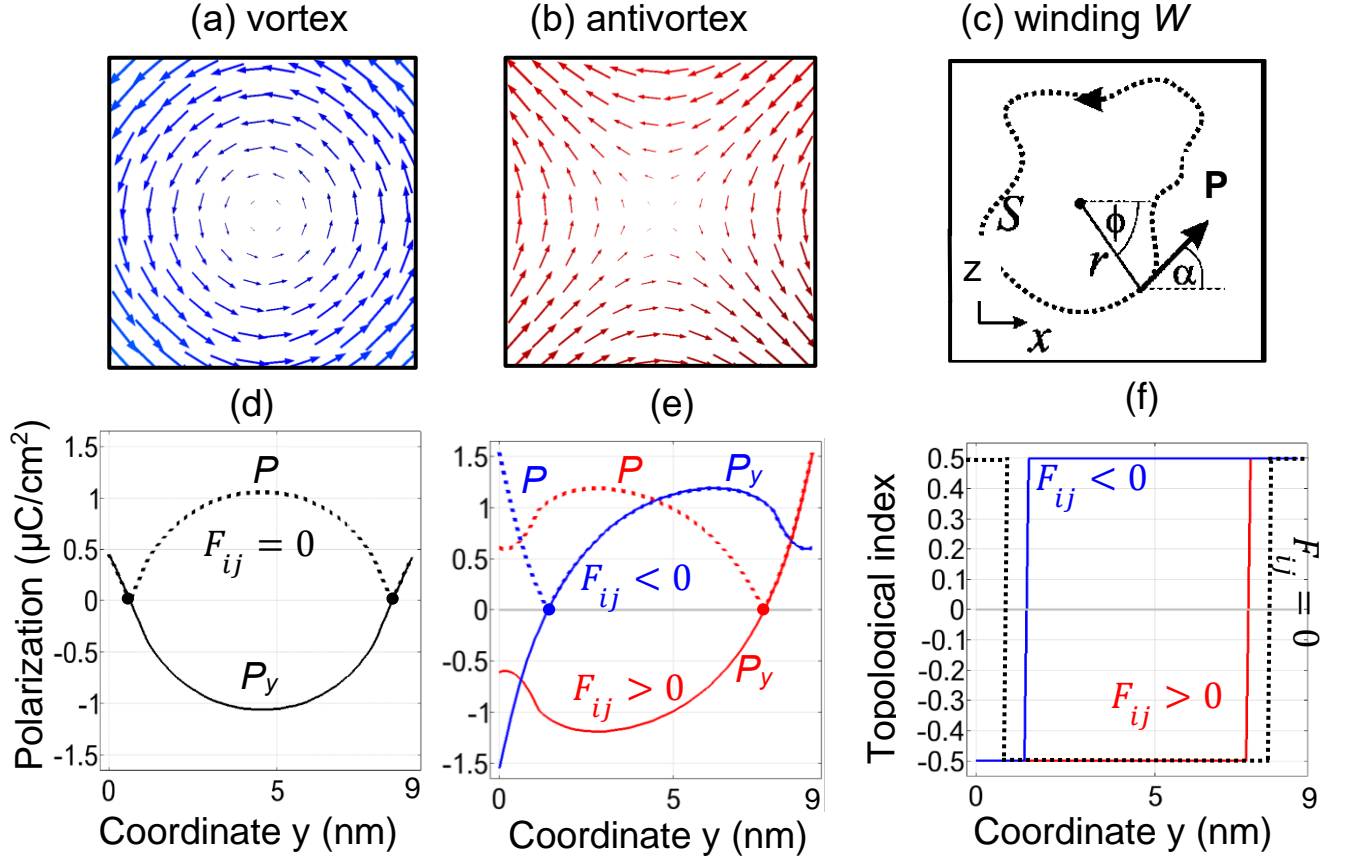 (a) vortex
(b) antivortex
(c) winding W
S
ϕ
r
P
α
z
x
(d)
Polarization (µC/cm²)
1.5
1
0.5
0
-0.5
-1
-1.5
P
F_ij = 0
P_y
0
5
9
Coordinate y (nm)
(e)
1.5
1
0.5
0
-0.5
-1
-1.5
P
P
P_y
F_ij < 0
F_ij > 0
P_y
0
5
9
Coordinate y (nm)
(f)
Topological index
0.5
0.4
0.3
0.2
0.1
0
-0.1
-0.2
-0.3
-0.4
-0.5
F_ij < 0
F_ij = 0
F_ij > 0
5
9
Coordinate y (nm)